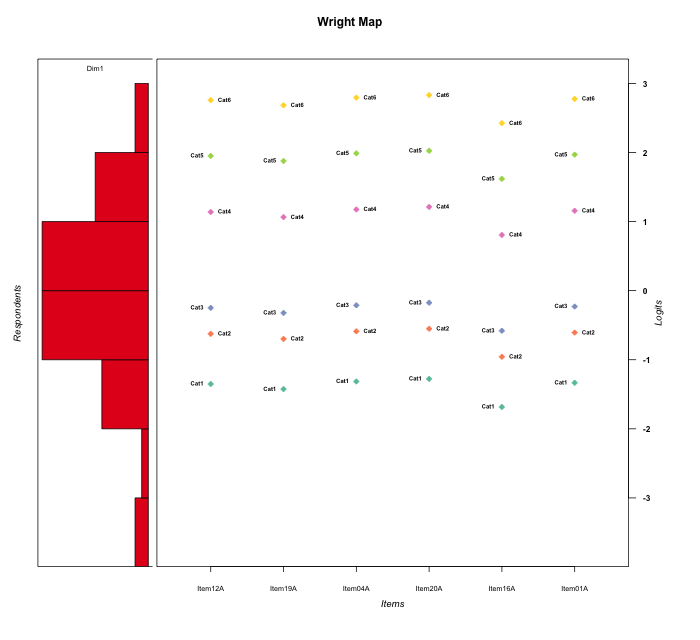 Wright Map
Dim1
3
Cat6 Cat6 Cat6 Cat6 Cat6 Cat6
2
Cat5 Cat5 Cat5 Cat5 Cat5 Cat5
Cat4 Cat4 Cat4 Cat4 Cat4 Cat4
1
0
Cat3 Cat3 Cat3 Cat3 Cat3 Cat3
Cat2 Cat2 Cat2 Cat2 Cat2 Cat2
-1
Cat1 Cat1 Cat1 Cat1 Cat1 Cat1
-2
-3
Respondents
Logits
Item12A Item19A Item04A Item20A Item16A Item01A
Items